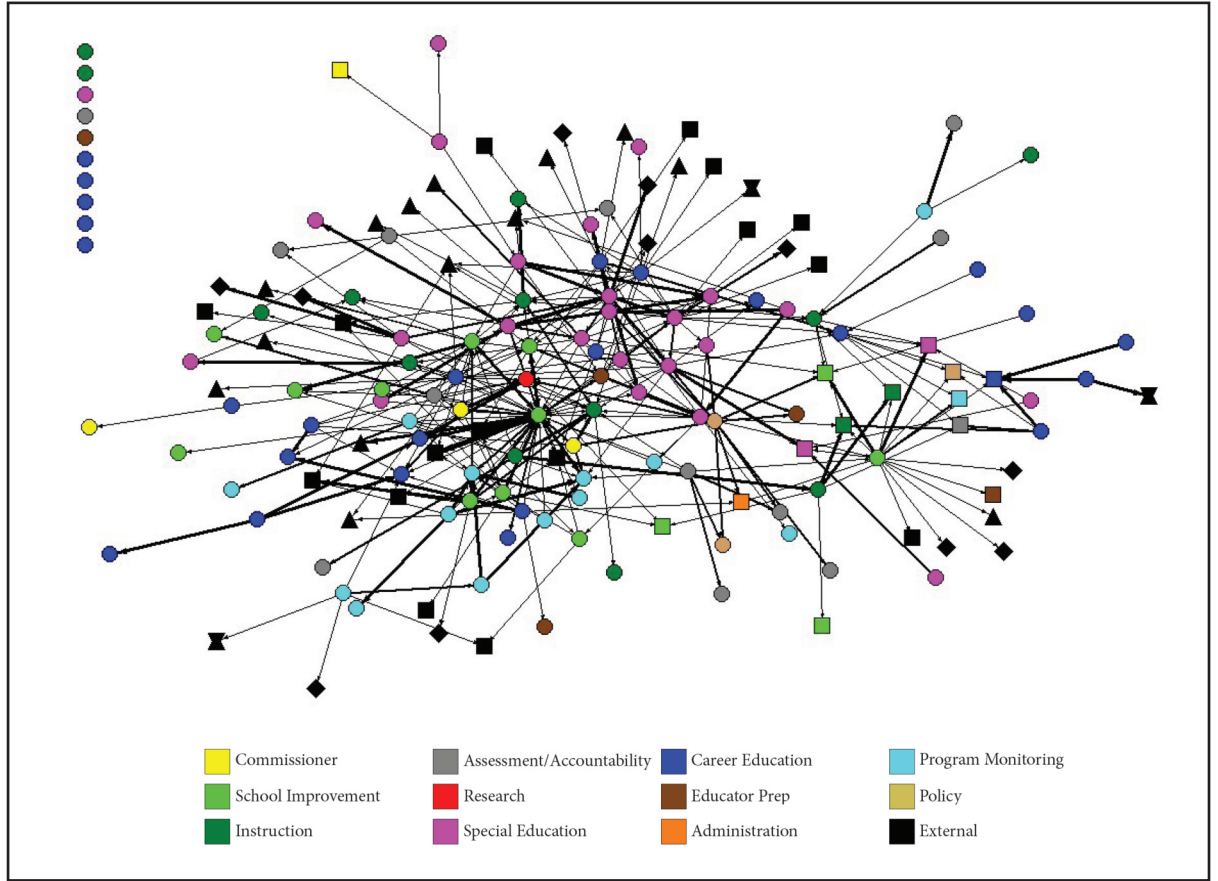 Commissioner
Assessment/Accountability
Career Education
Program Monitoring
School Improvement
Research
Educator Prep
Policy
Instruction
Special Education
Administration
External